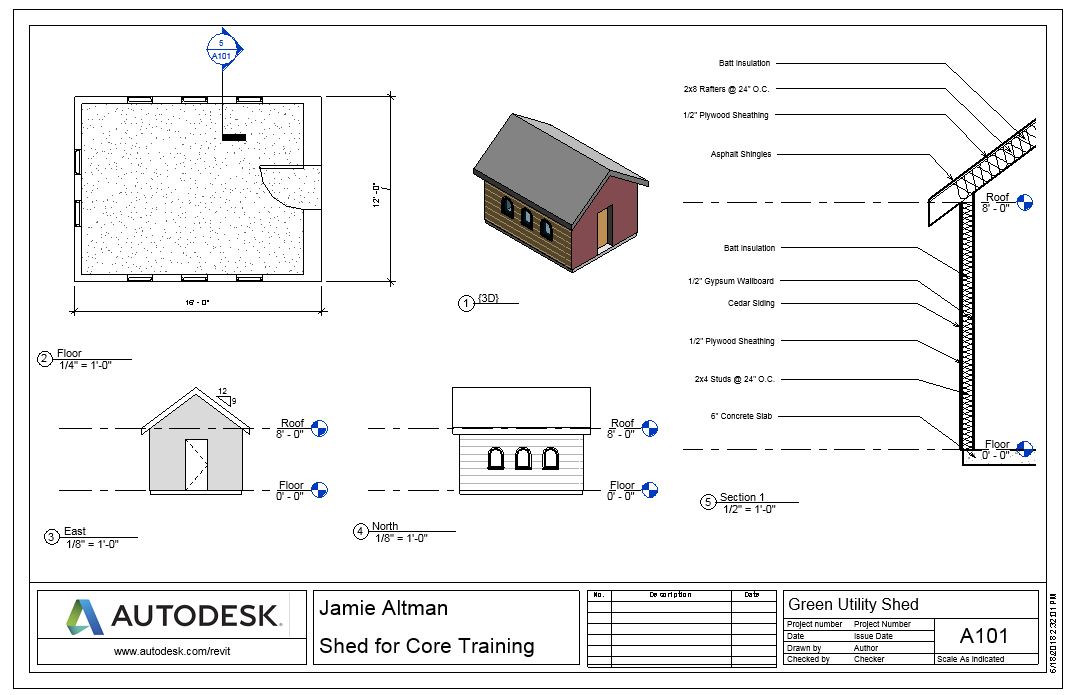 5
A101
12' - 0"
16' - 0"
2
Floor
1/4" = 1'-0"
1
{3D}
Batt Insulation
2x8 Rafters @ 24" O.C.
1/2" Plywood Sheathing
Asphalt Shingles
Roof
8' - 0"
Batt Insulation
1/2" Gypsum Wallboard
Cedar Siding
1/2" Plywood Sheathing
2x4 Studs @ 24" O.C.
6" Concrete Slab
Floor
0' - 0"
5
Section 1
1/2" = 1'-0"
12
9
Roof
8' - 0"
Floor
0' - 0"
3
East
1/8" = 1'-0"
Roof
8' - 0"
Floor
0' - 0"
4
North
1/8" = 1'-0"
AUTODESK.
www.autodesk.com/revit
Jamie Altman
Shed for Core Training
No. Description Date
Green Utility Shed
Project number Project Number
Date Issue Date
Drawn by Author
Checked by Checker
A101
Scale As indicated
6/18/2018 2:32:01 PM